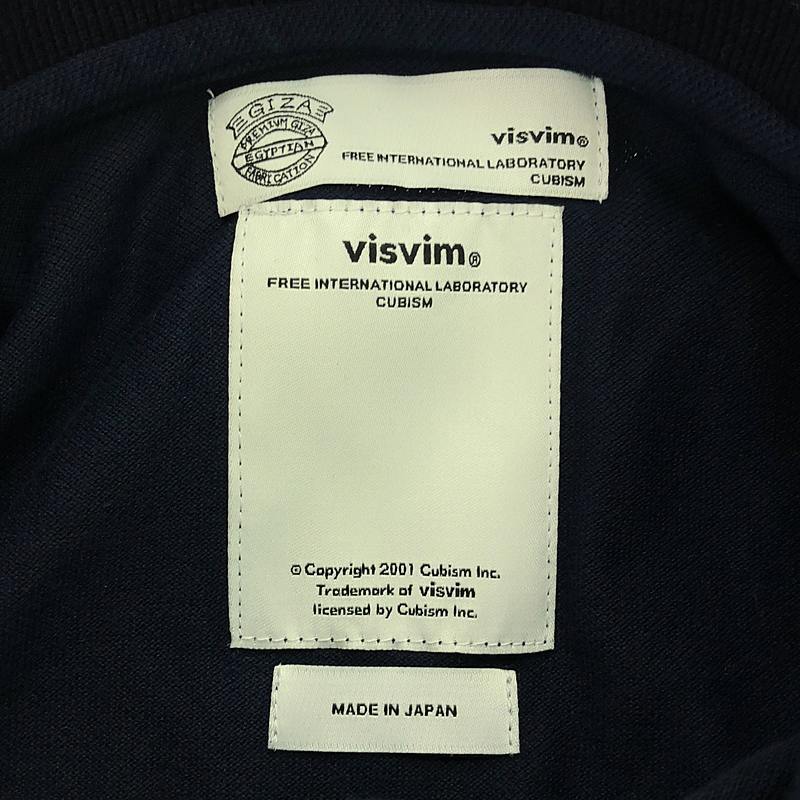 GIZA
PREMIUM GIZA
EGYPTIAN
FABRICATION
visvim®
FREE INTERNATIONAL LABORATORY
CUBISM
visvim®
FREE INTERNATIONAL LABORATORY
CUBISM
© Copyright 2001 Cubism Inc.
Trademark of visvim
licensed by Cubism Inc.
MADE IN JAPAN